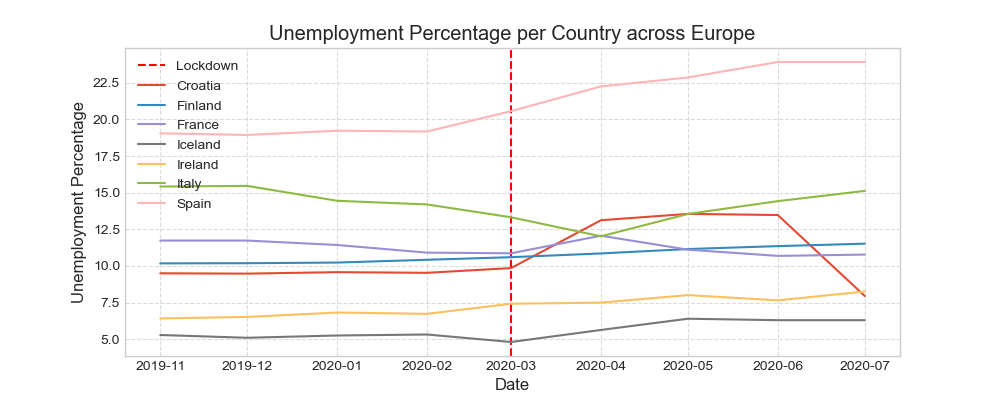 Unemployment Percentage per Country across Europe
Unemployment Percentage
22.5
20.0
17.5
15.0
12.5
10.0
7.5
5.0
Lockdown
Croatia
Finland
France
Iceland
Ireland
Italy
Spain
2019-11 2019-12 2020-01 2020-02 2020-03 2020-04 2020-05 2020-06 2020-07
Date